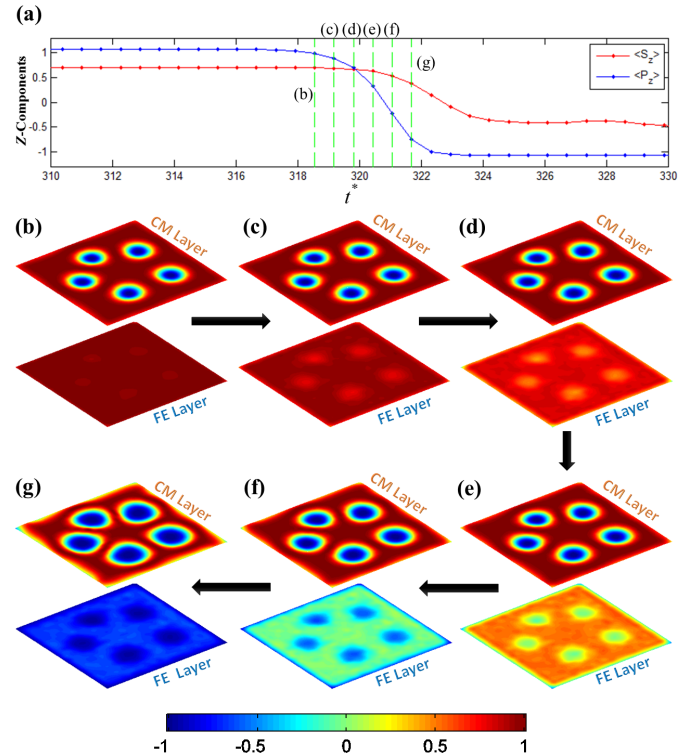 (a)
(c) (d) (e) (f)
1
0.5
0
-0.5
-1
Z-Components
(b)
(g)
<S_z>
<P_z>
310 312 314 316 318 320 322 324 326 328 330
t*
(b) (c) (d)
CM Layer CM Layer CM Layer
FE Layer FE Layer FE Layer
(g) (f) (e)
CM Layer CM Layer CM Layer
FE Layer FE Layer FE Layer
-1 -0.5 0 0.5 1